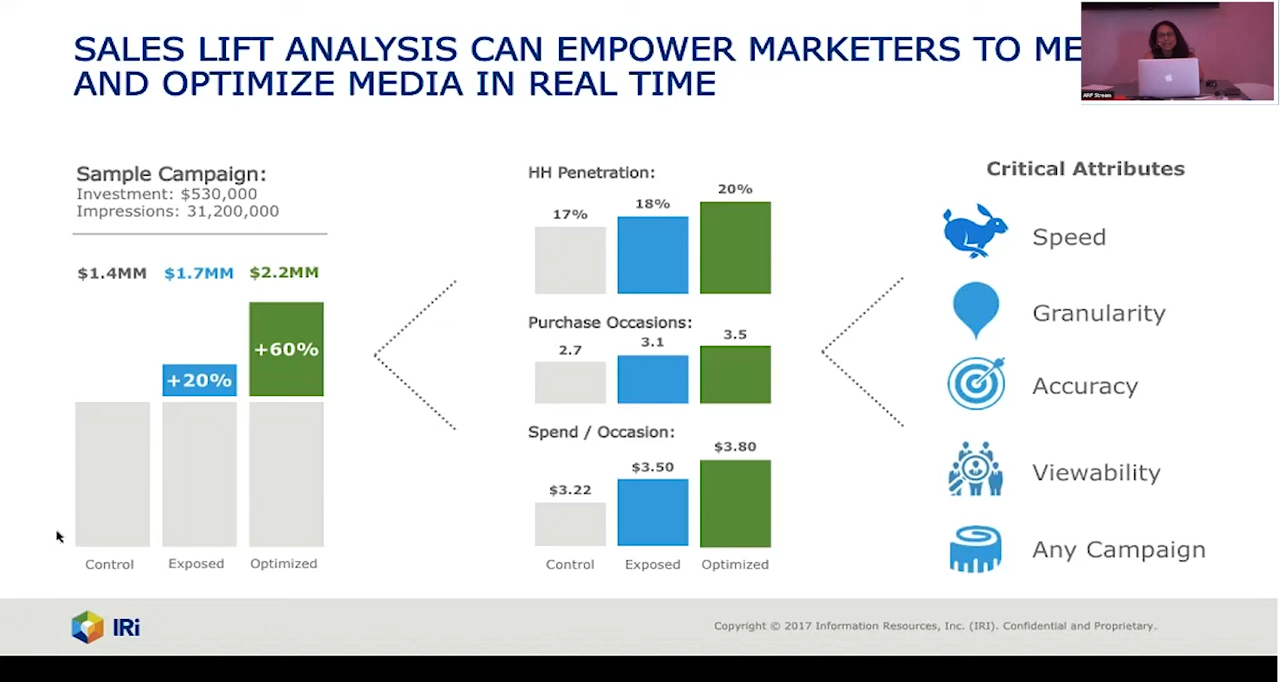 SALES LIFT ANALYSIS CAN EMPOWER MARKETERS TO ME
AND OPTIMIZE MEDIA IN REAL TIME
ARF Stream
Sample Campaign:
Investment: $530,000
Impressions: 31,200,000
$1.4MM $1.7MM $2.2MM
+60%
+20%
Control Exposed Optimized
HH Penetration:
17% 18% 20%
Purchase Occasions:
2.7 3.1 3.5
Spend / Occasion:
$3.22 $3.50 $3.80
Control Exposed Optimized
Critical Attributes
Speed
Granularity
Accuracy
Viewability
Any Campaign
IRi
Copyright © 2017 Information Resources, Inc. (IRI). Confidential and Proprietary.